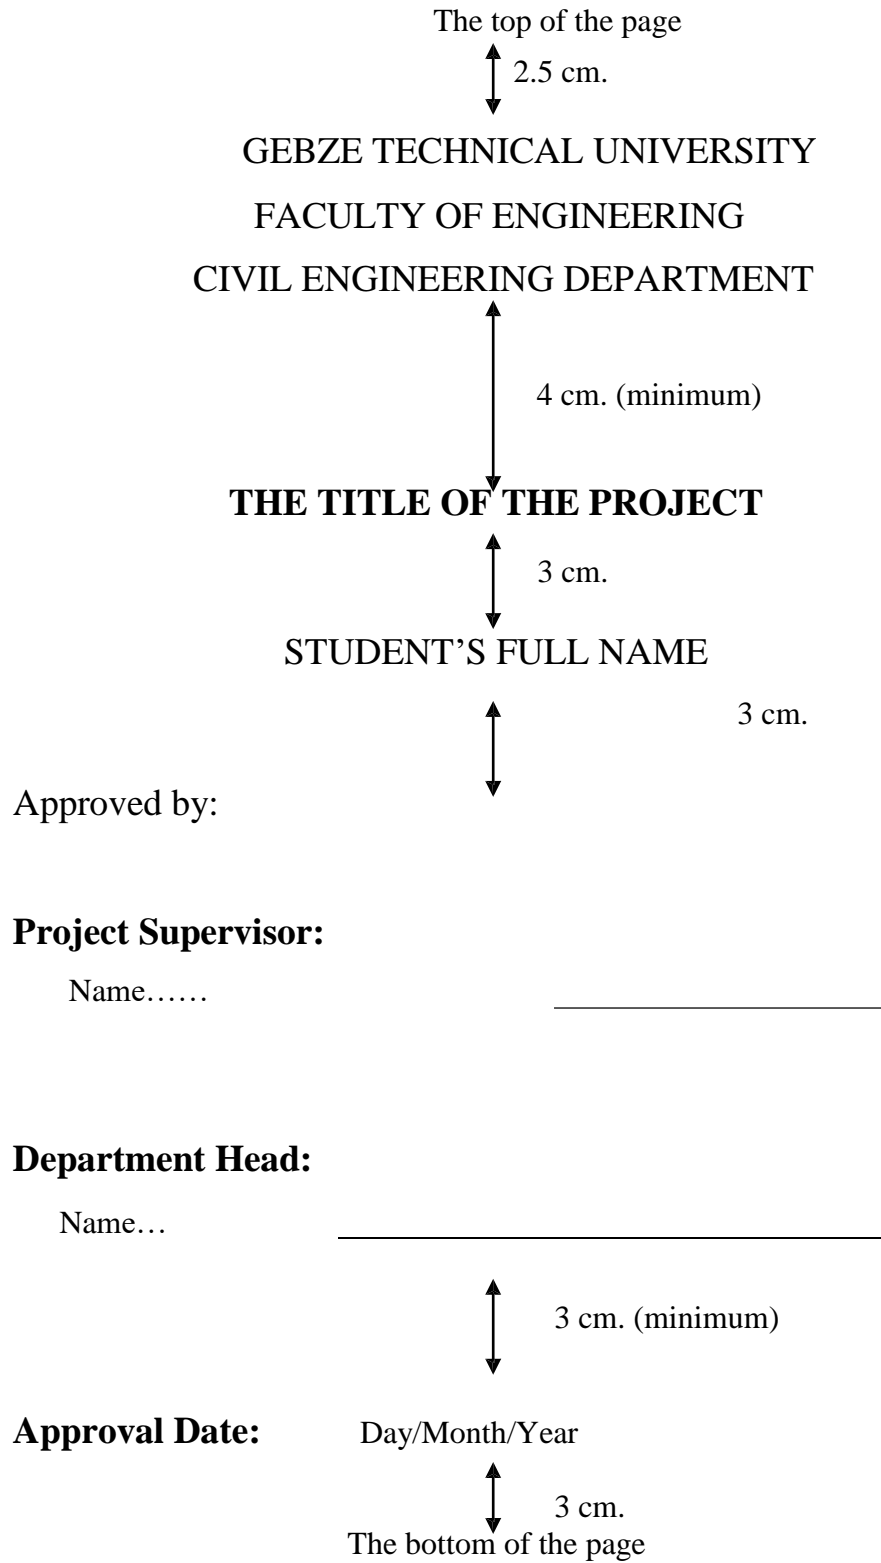 The top of the page
2.5 cm.
GEBZE TECHNICAL UNIVERSITY
FACULTY OF ENGINEERING
CIVIL ENGINEERING DEPARTMENT
4 cm. (minimum)
THE TITLE OF THE PROJECT
3 cm.
STUDENT’S FULL NAME
3 cm.
Approved by:
Project Supervisor:
Name……
Department Head:
Name…
3 cm. (minimum)
Approval Date: Day/Month/Year
3 cm.
The bottom of the page